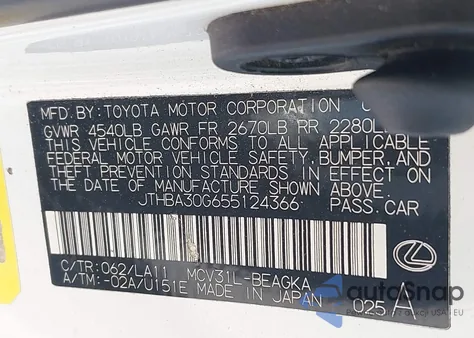 MFD. BY: TOYOTA MOTOR CORPORATION
GVWR 4540LB GAWR FR 2670LB RR 2280L
THIS VEHICLE CONFORMS TO ALL APPLICABLE
FEDERAL MOTOR VEHICLE SAFETY, BUMPER, AND
THEFT PREVENTION STANDARDS IN EFFECT ON
THE DATE OF MANUFACTURE SHOWN ABOVE.
JTHBA30G655124366 PASS.CAR
C/TR: 062/LA11 MCV31L-BEAGKA
A/TM: -02A/U151E MADE IN JAPAN 025 A
autoSnap